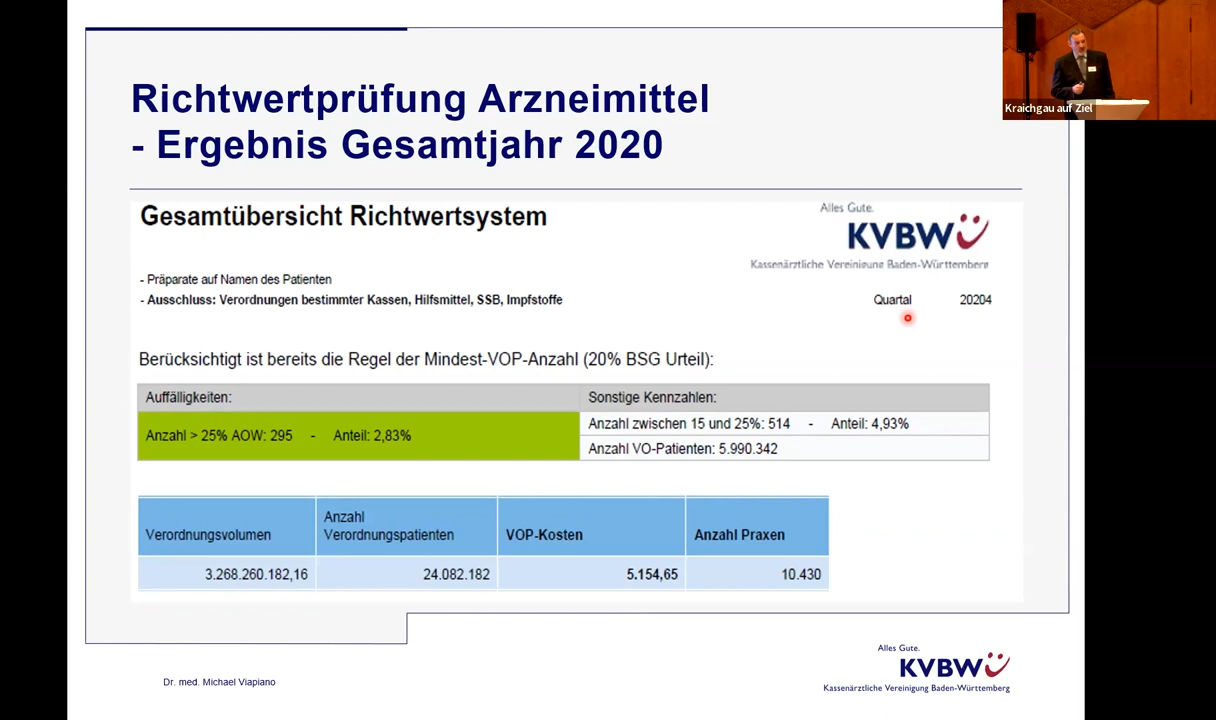 Richtwertprüfung Arzneimittel
- Ergebnis Gesamtjahr 2020
Kraichgau auf Ziel
Gesamtübersicht Richtwertsystem
Alles Gute.
KVBW
Kassenärztliche Vereinigung Baden-Württemberg
- Präparate auf Namen des Patienten
- Ausschluss: Verordnungen bestimmter Kassen, Hilfsmittel, SSB, Impfstoffe
Quartal 20204
Berücksichtigt ist bereits die Regel der Mindest-VOP-Anzahl (20% BSG Urteil):
Auffälligkeiten: Sonstige Kennzahlen:
Anzahl > 25% AOW: 295 - Anteil: 2,83%
Anzahl zwischen 15 und 25%: 514 - Anteil: 4,93%
Anzahl VO-Patienten: 5.990.342
Verordnungsvolumen Anzahl Verordnungspatienten VOP-Kosten Anzahl Praxen
3.268.260.182,16 24.082.182 5.154,65 10.430
Dr. med. Michael Viapiano
Alles Gute.
KVBW
Kassenärztliche Vereinigung Baden-Württemberg